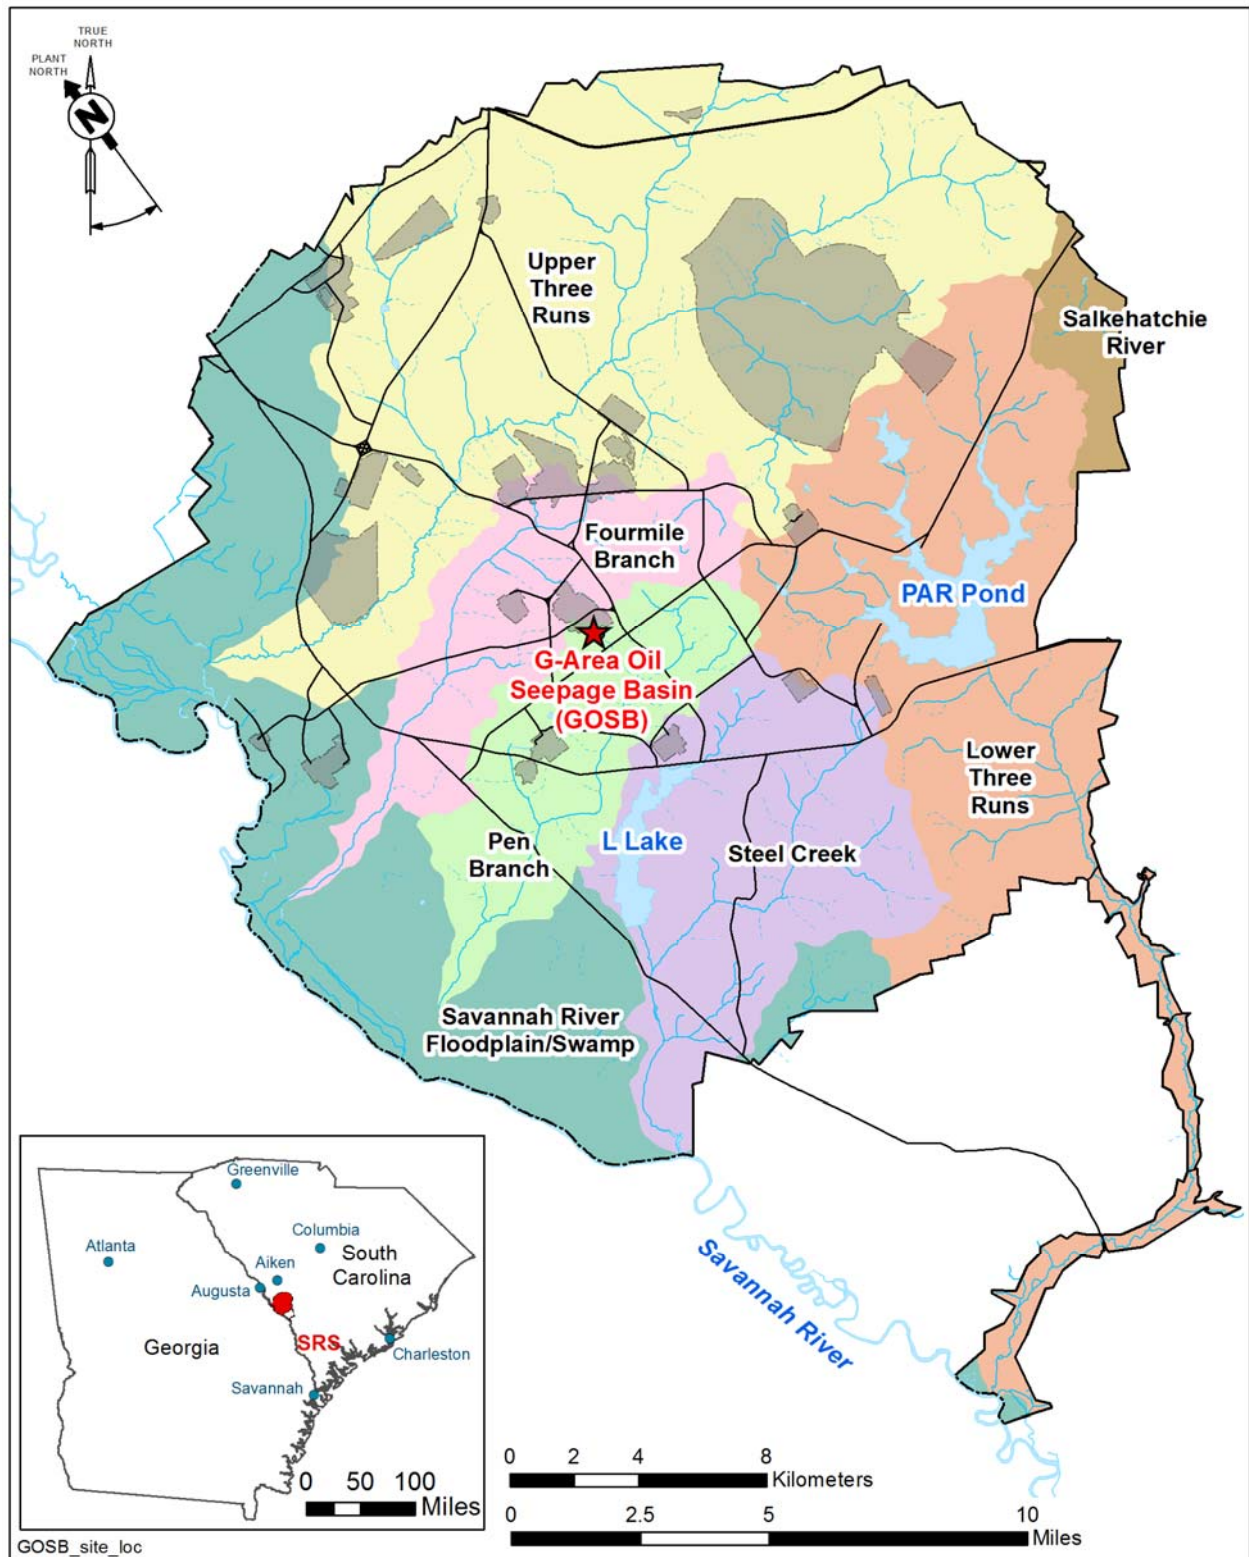 TRUE
NORTH
PLANT
NORTH
N
Upper
Three
Runs
Salkehatchie
River
Fourmile
Branch
PAR Pond
G-Area Oil
Seepage Basin
(GOSB)
Lower
Three
Runs
Pen
Branch
L Lake
Steel Creek
Savannah River
Floodplain/Swamp
Savannah River
Greenville
Columbia
Atlanta
South
Carolina
Aiken
Augusta
Georgia
SRS
Charleston
Savannah
0 50 100
Miles
0 2 4 8
Kilometers
0 2.5 5 10
Miles
GOSB_site_loc